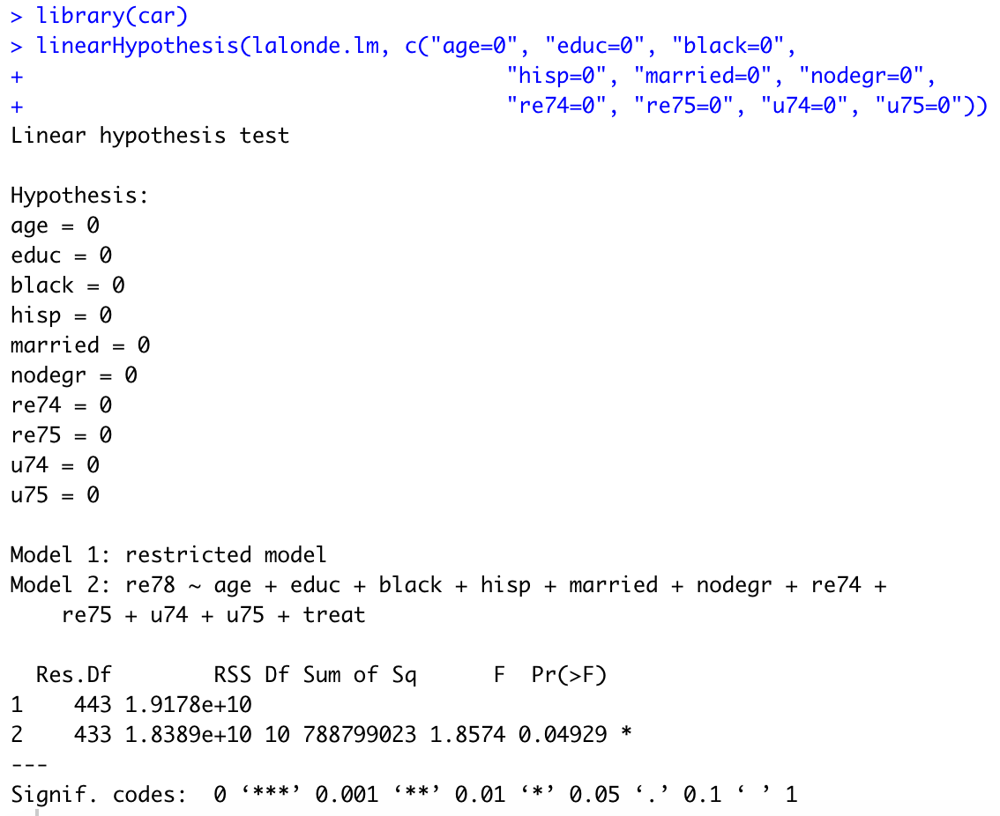 > library(car)
> linearHypothesis(lalonde.lm, c("age=0", "educ=0", "black=0",
+                                "hisp=0", "married=0", "nodegr=0",
+                                "re74=0", "re75=0", "u74=0", "u75=0"))
Linear hypothesis test

Hypothesis:
age = 0
educ = 0
black = 0
hisp = 0
married = 0
nodegr = 0
re74 = 0
re75 = 0
u74 = 0
u75 = 0

Model 1: restricted model
Model 2: re78 ~ age + educ + black + hisp + married + nodegr + re74 +
    re75 + u74 + u75 + treat

  Res.Df        RSS Df Sum of Sq      F  Pr(>F)
1    443 1.9178e+10
2    433 1.8389e+10 10 788799023 1.8574 0.04929 *
---
Signif. codes:  0 ‘***’ 0.001 ‘**’ 0.01 ‘*’ 0.05 ‘.’ 0.1 ‘ ’ 1